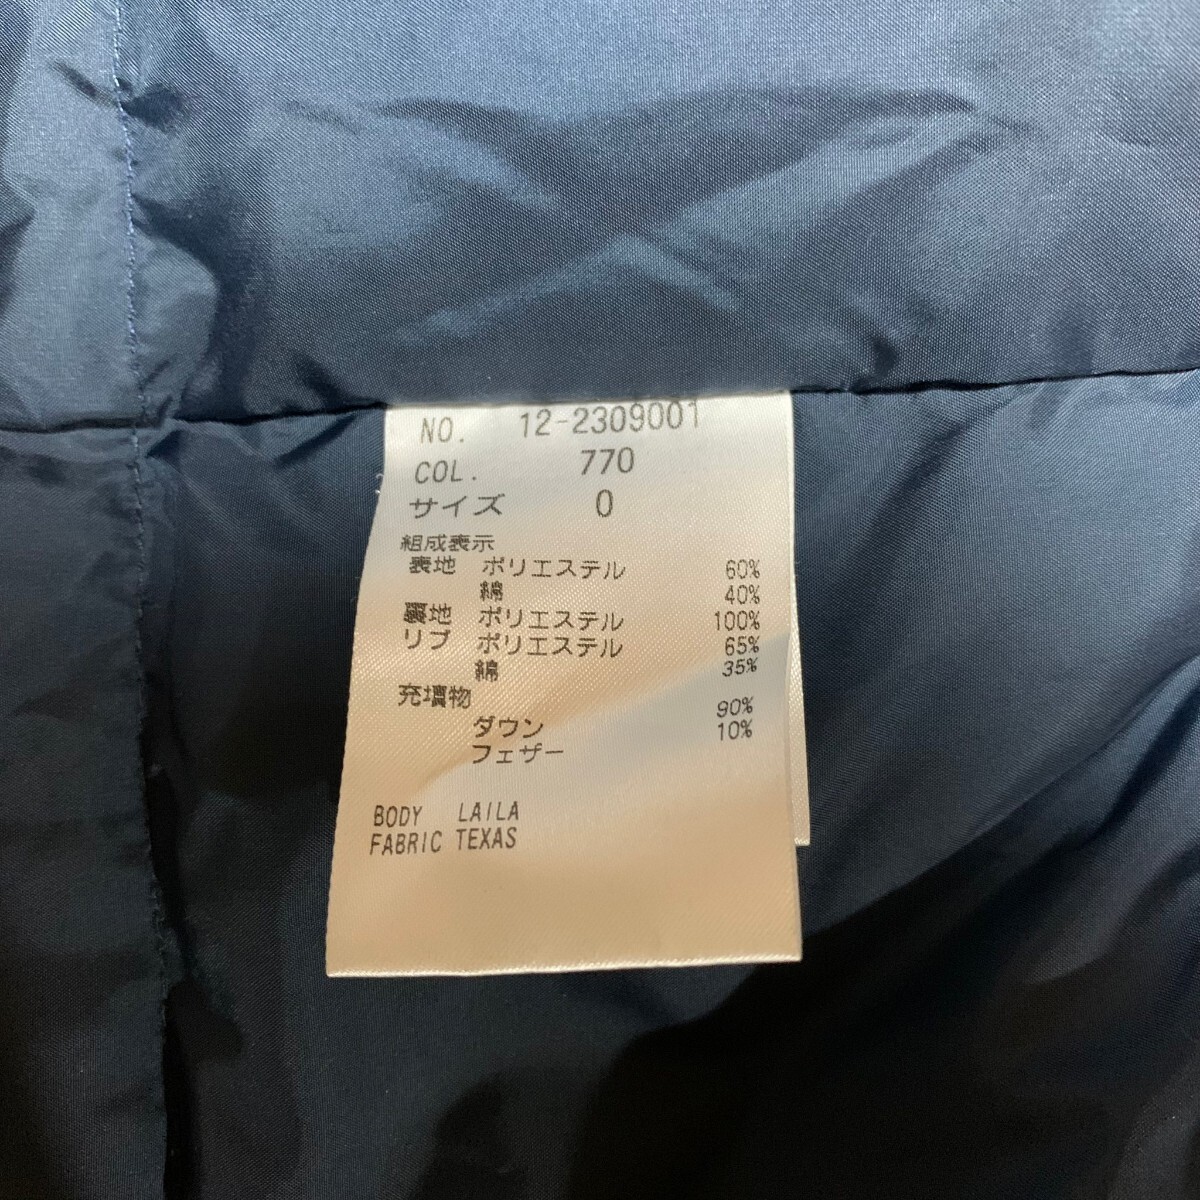 NO. 12-2309001
COL. 770
サイズ 0
組成表示
表地 ポリエステル 60%
綿 40%
裏地 ポリエステル 100%
リブ ポリエステル 65%
綿 35%
充填物
ダウン 90%
フェザー 10%
BODY LAILA
FABRIC TEXAS